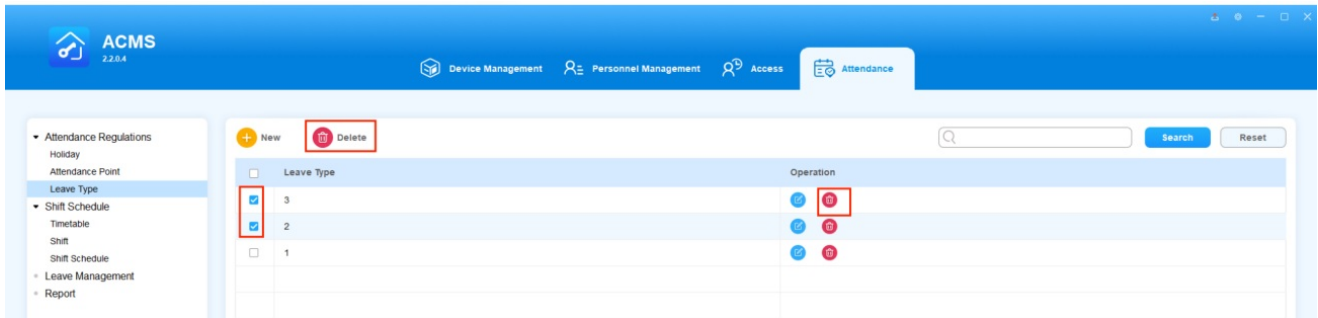 ACMS
2.2.0.4
Device Management Personnel Management Access Attendance
Attendance Regulations
Holiday
Attendance Point
Leave Type
Shift Schedule
Timetable
Shift
Shift Schedule
Leave Management
Report
New Delete Search Reset
Leave Type Operation
3
2
1